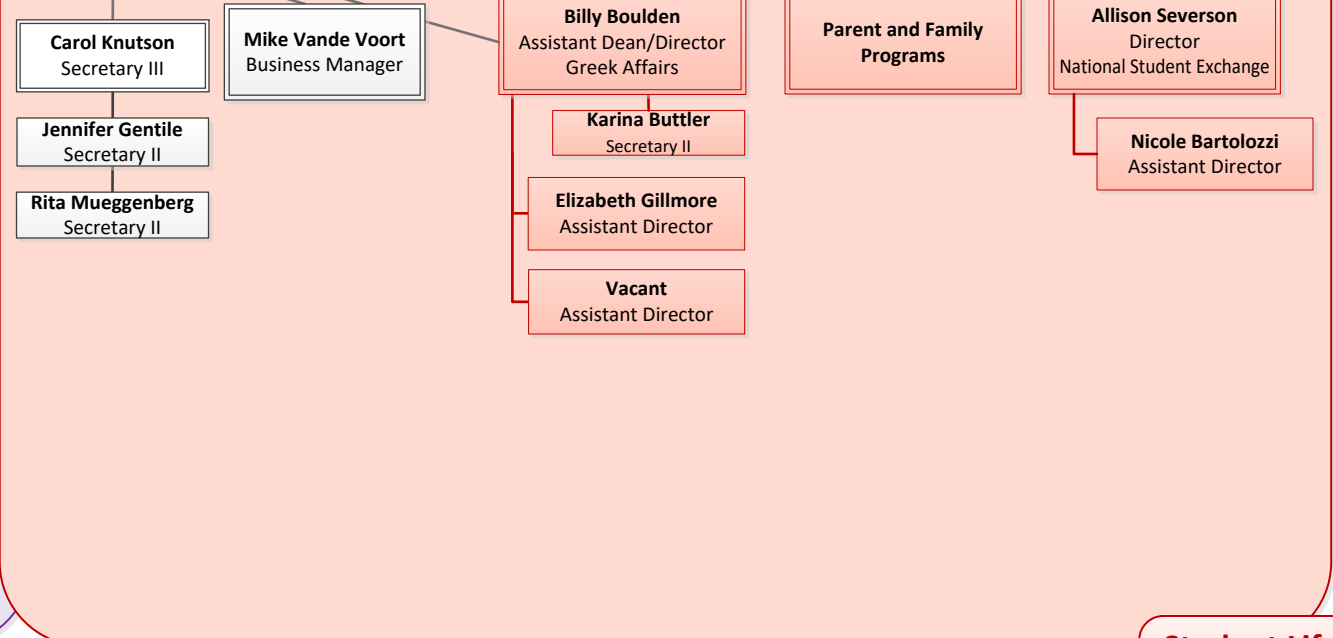 Carol Knutson
Secretary III
Jennifer Gentile
Secretary II
Rita Mueggenberg
Secretary II
Mike Vande Voort
Business Manager
Billy Boulden
Assistant Dean/Director
Greek Affairs
Karina Buttler
Secretary II
Elizabeth Gillmore
Assistant Director
Vacant
Assistant Director
Parent and Family
Programs
Allison Severson
Director
National Student Exchange
Nicole Bartolozzi
Assistant Director
Student